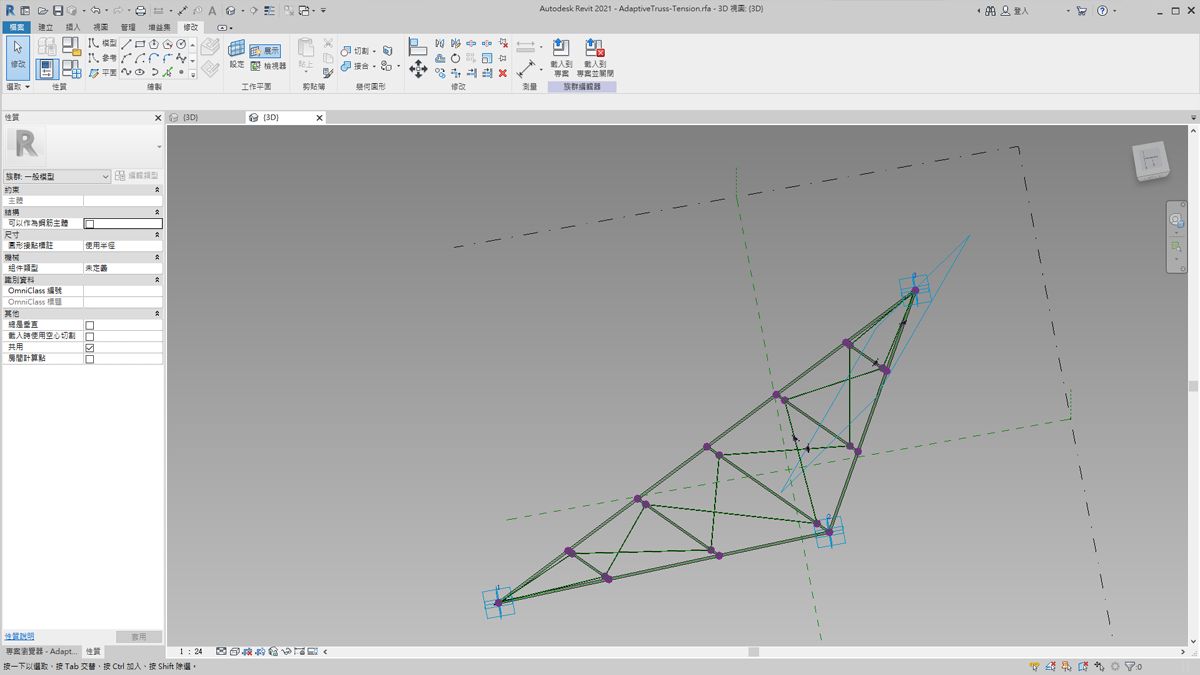 Autodesk Revit 2021 - AdaptiveTruss-Tension.rfa - 3D 視圖: {3D}
登入
檔案 建立 插入 視圖 管理 增益集 修改
修改
模型
參考
平面
設定
展示
檢視器
貼上
切割
接合
載入到
專案
載入到
專案並關閉
選取
性質
繪製
工作平面
剪貼簿
幾何圖形
修改
測量
族群編輯器
性質
{3D}
{3D}
R
族群: 一般模型
編輯類型
約束
主體
結構
可以作為鋼筋主體
尺寸
圓形接點標註 使用半徑
機械
組件類型 未定義
識別資料
OmniClass 編號
OmniClass 標題
其他
總是垂直
載入時使用空心切割
共用
房間計算點
性質說明
套用
專案瀏覽器 - Adapt...
性質
1 : 24
按一下以選取、按 Tab 交替、按 Ctrl 加入、按 Shift 除選。
:0